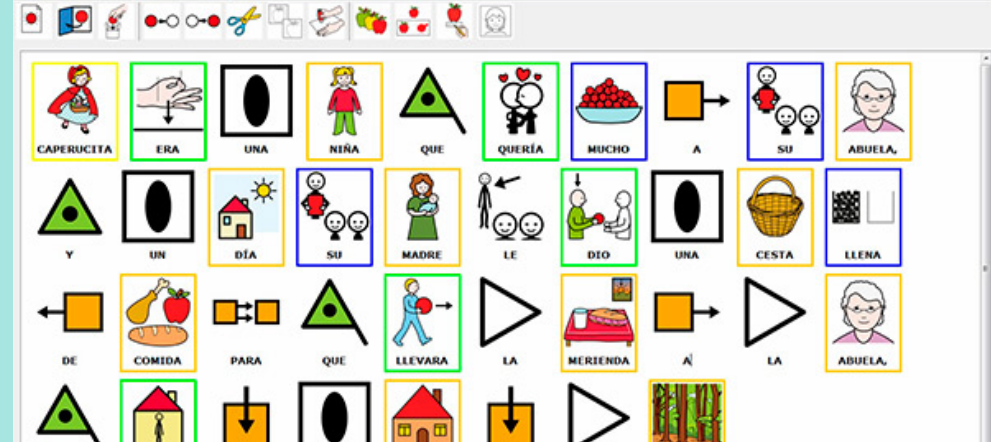 CAPERUCITA ERA UNA NIÑA QUE QUERÍA MUCHO A SU ABUELA,
Y UN DÍA SU MADRE LE DIO UNA CESTA LLENA
DE COMIDA PARA QUE LLEVARA LA MERIENDA A LA ABUELA,